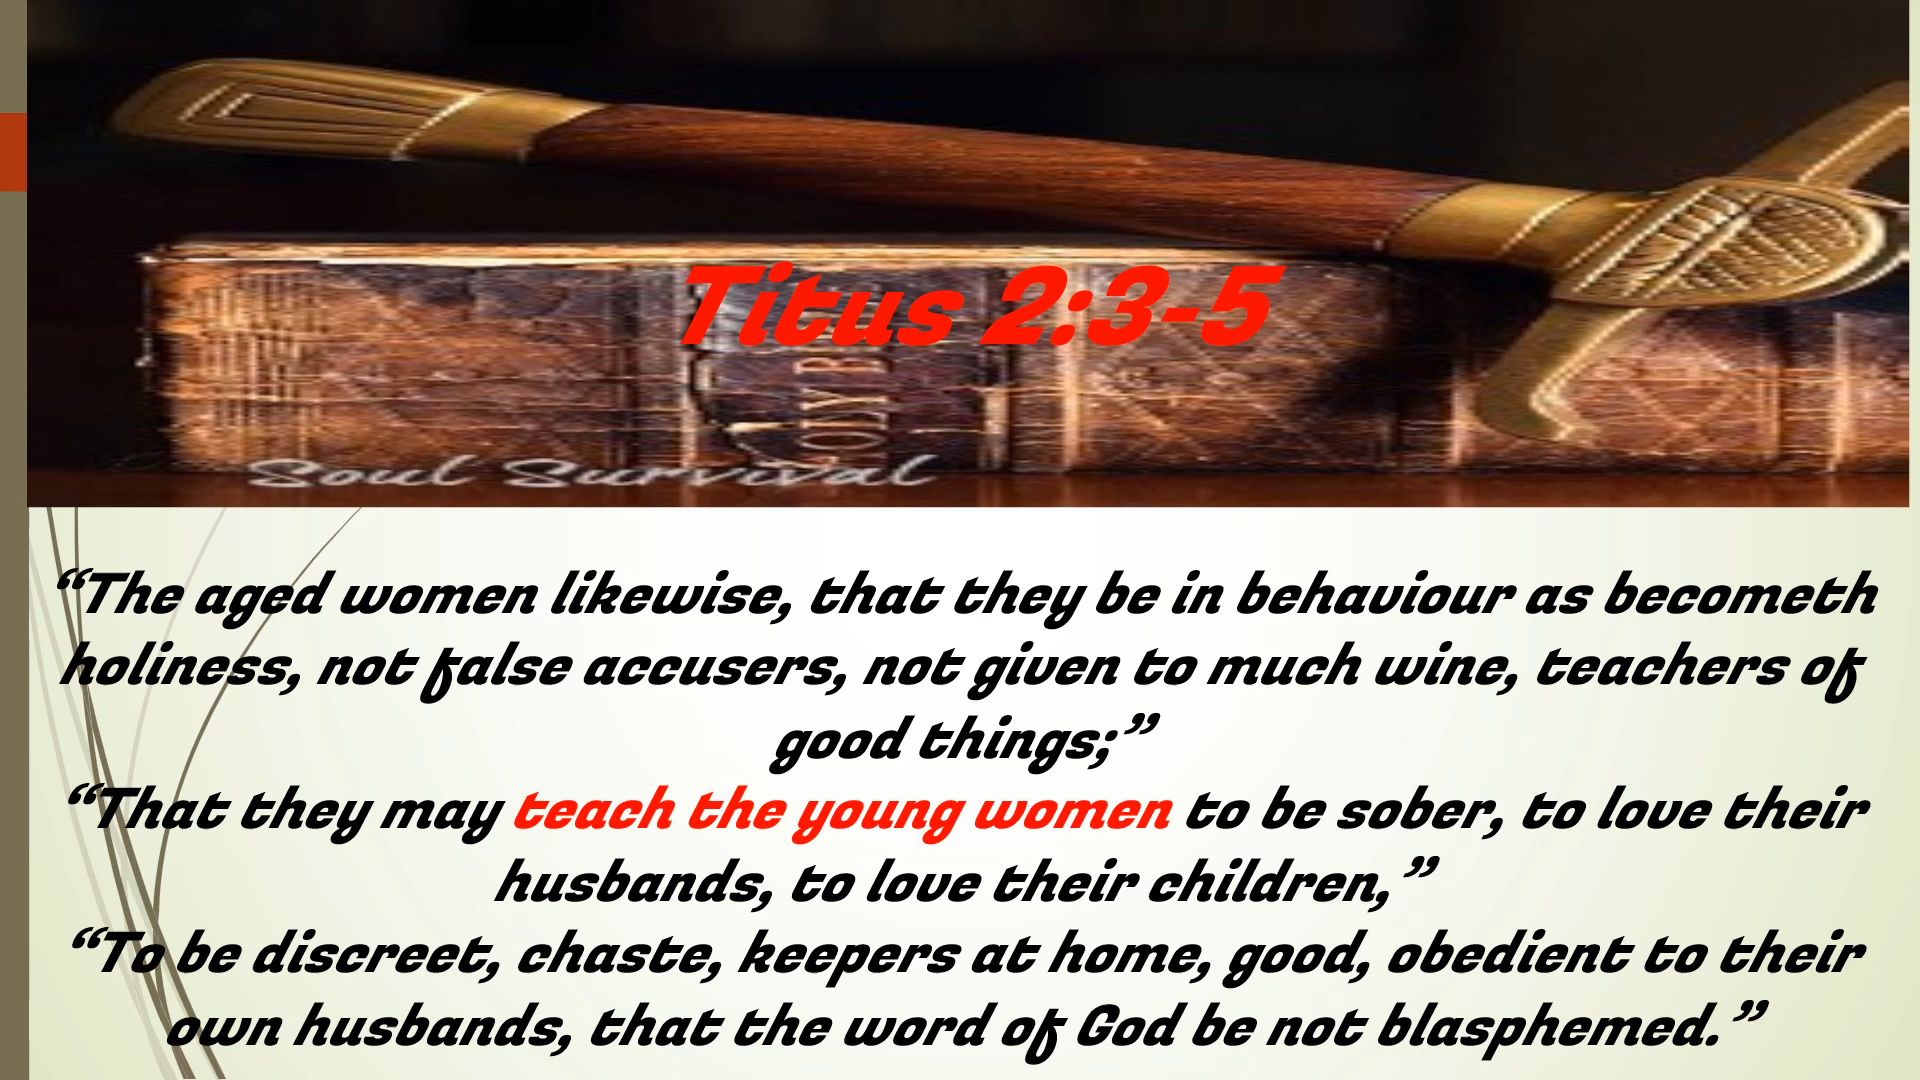 Titus 2:3-5
OLY B
Soul Survival
“The aged women likewise, that they be in behaviour as becometh
holiness, not false accusers, not given to much wine, teachers of
good things;”
“That they may teach the young women to be sober, to love their
husbands, to love their children,”
“To be discreet, chaste, keepers at home, good, obedient to their
own husbands, that the word of God be not blasphemed.”